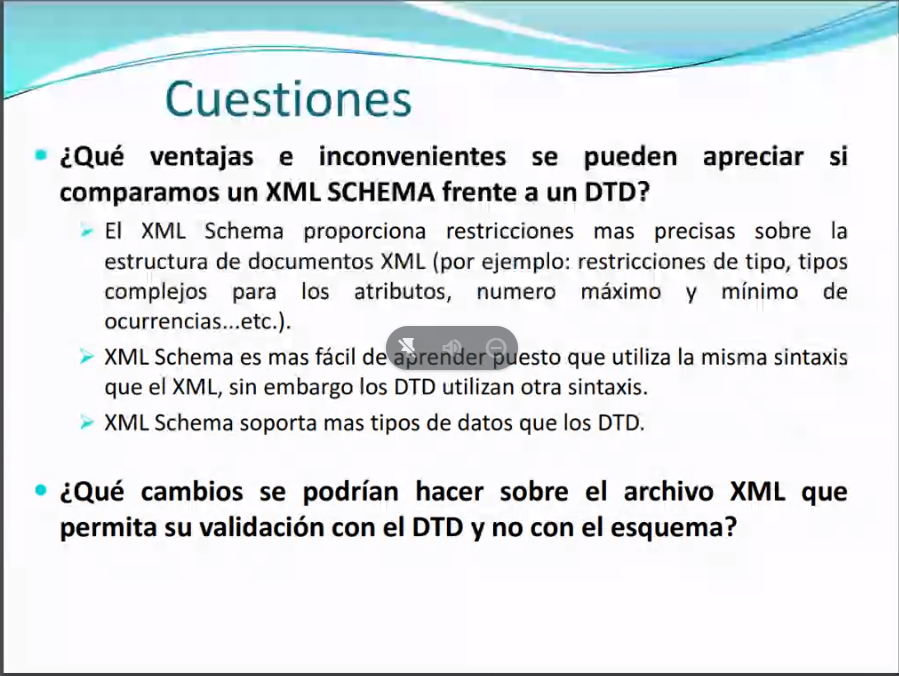 Cuestiones
¿Qué ventajas e inconvenientes se pueden apreciar si
comparamos un XML SCHEMA frente a un DTD?
El XML Schema proporciona restricciones mas precisas sobre la
estructura de documentos XML (por ejemplo: restricciones de tipo, tipos
complejos para los atributos, numero máximo y mínimo de
ocurrencias...etc.).
XML Schema es mas fácil de aprender puesto que utiliza la misma sintaxis
que el XML, sin embargo los DTD utilizan otra sintaxis.
XML Schema soporta mas tipos de datos que los DTD.
¿Qué cambios se podrían hacer sobre el archivo XML que
permita su validación con el DTD y no con el esquema?